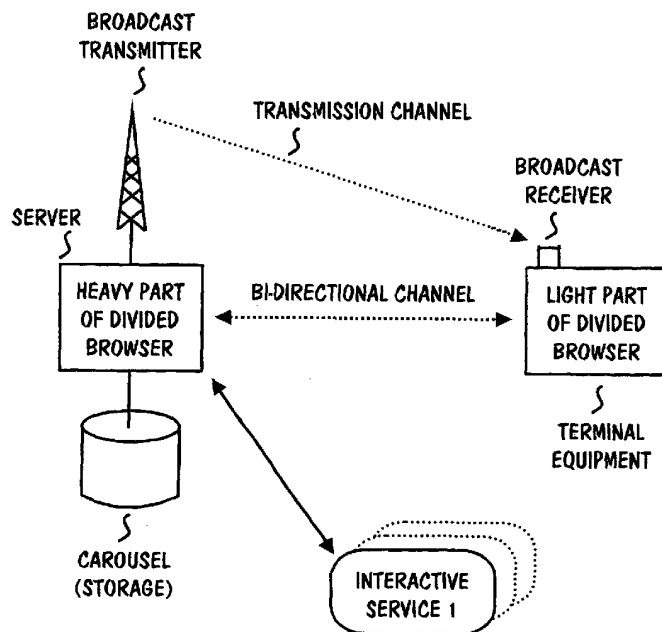 BROADCAST
TRANSMITTER
TRANSMISSION CHANNEL
BROADCAST
RECEIVER
SERVER
HEAVY PART
OF DIVIDED
BROWSER
BI-DIRECTIONAL CHANNEL
LIGHT PART
OF DIVIDED
BROWSER
TERMINAL
EQUIPMENT
CAROUSEL
(STORAGE)
INTERACTIVE
SERVICE 1